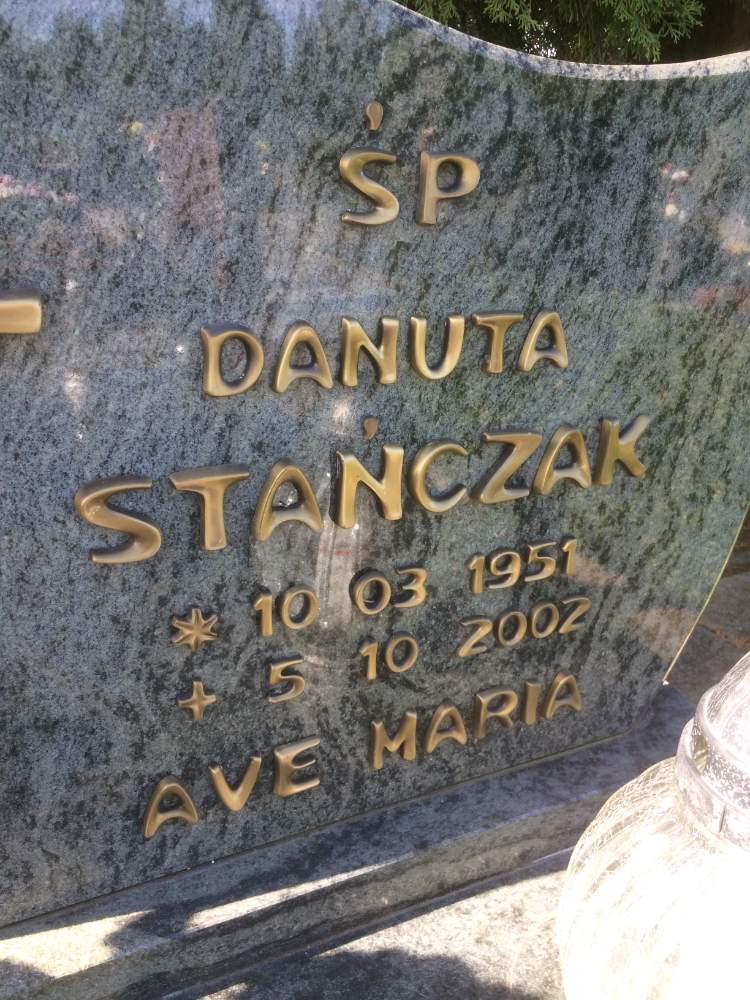 ŚP
DANUTA
STAŃCZAK
* 10 03 1951
+ 5 10 2002
AVE MARIA